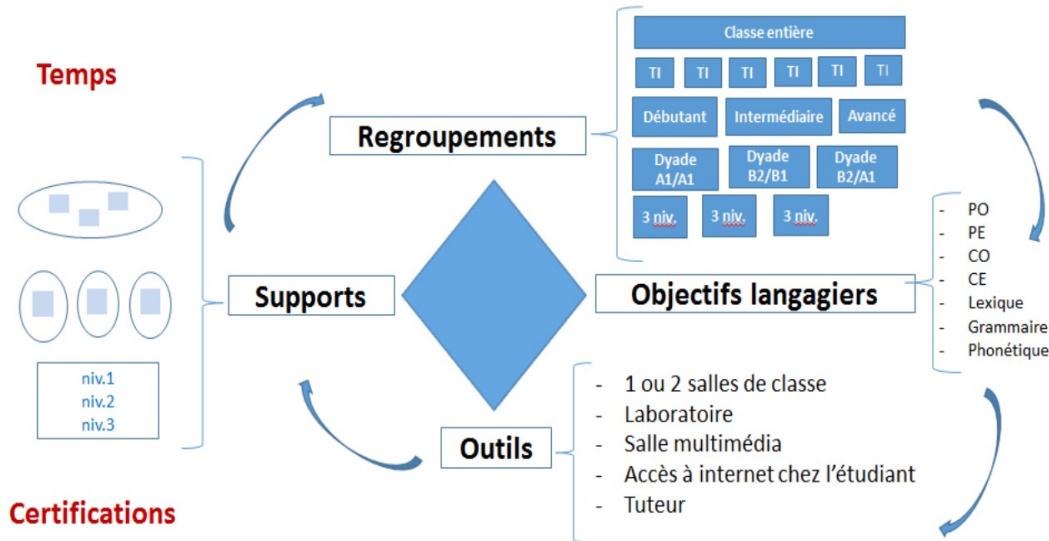 Temps
Regroupements
Classe entière
TI TI TI TI TI TI
Débutant Intermédiaire Avancé
Dyade A1/A1
Dyade B2/B1
Dyade B2/A1
3 niv. 3 niv. 3 niv.
Supports
niv.1
niv.2
niv.3
Objectifs langagiers
- PO
- PE
- CO
- CE
- Lexique
- Grammaire
- Phonétique
Outils
- 1 ou 2 salles de classe
- Laboratoire
- Salle multimédia
- Accès à internet chez l’étudiant
- Tuteur
Certifications